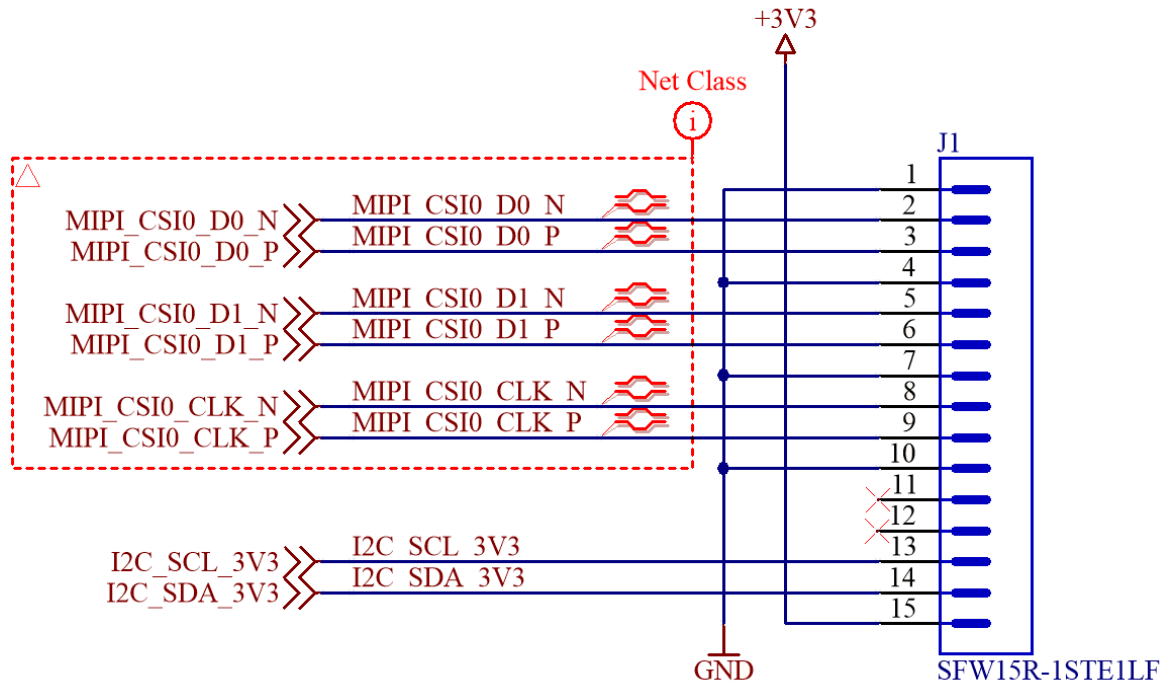 +3V3
Net Class
i
J1
1
MIPI_CSI0_D0_N MIPI_CSI0_D0_N 2
MIPI_CSI0_D0_P MIPI_CSI0_D0_P 3
4
MIPI_CSI0_D1_N MIPI_CSI0_D1_N 5
MIPI_CSI0_D1_P MIPI_CSI0_D1_P 6
7
MIPI_CSI0_CLK_N MIPI_CSI0_CLK_N 8
MIPI_CSI0_CLK_P MIPI_CSI0_CLK_P 9
10
11
12
I2C_SCL_3V3 I2C_SCL_3V3 13
I2C_SDA_3V3 I2C_SDA_3V3 14
15
GND
SFW15R-1STE1LF